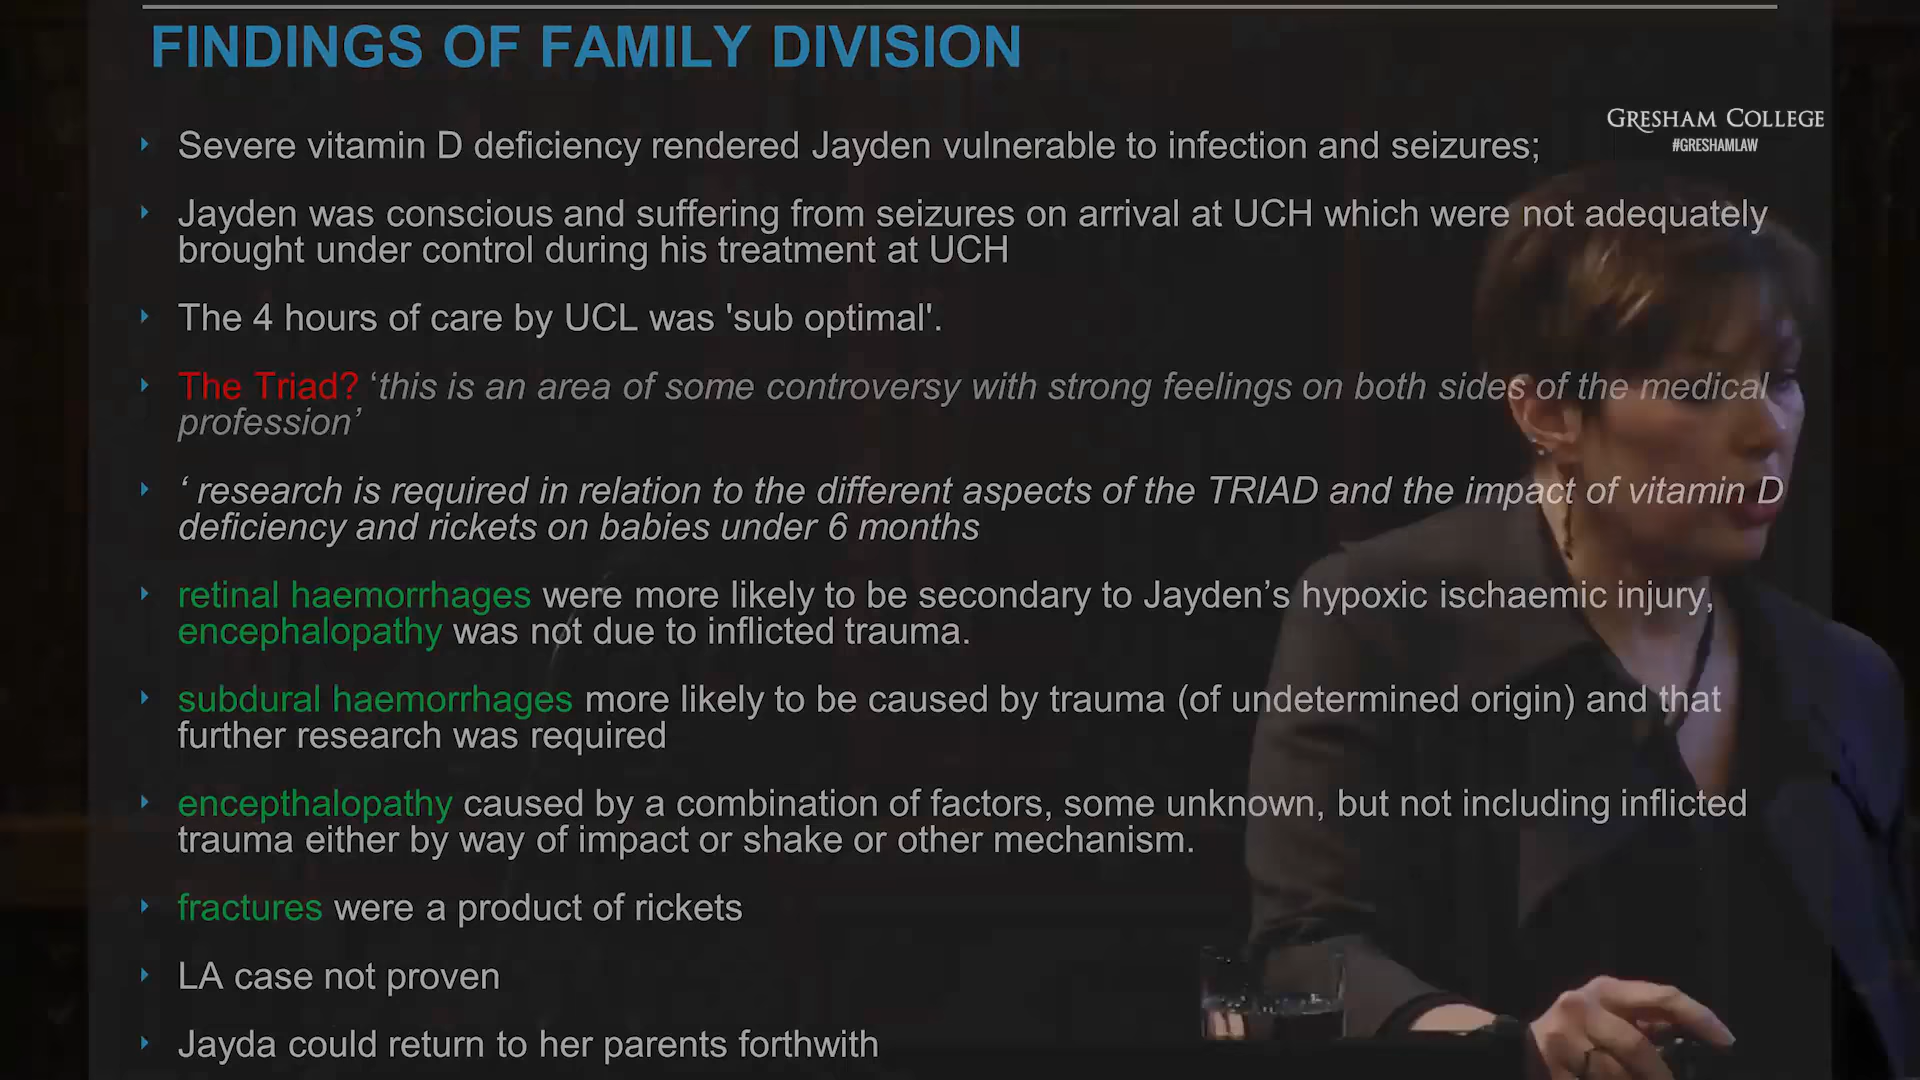 FINDINGS OF FAMILY DIVISION
GRESHAM COLLEGE
#GRESHAMLAW
Severe vitamin D deficiency rendered Jayden vulnerable to infection and seizures;
Jayden was conscious and suffering from seizures on arrival at UCH which were not adequately
brought under control during his treatment at UCH
The 4 hours of care by UCL was 'sub optimal'.
The Triad? ‘this is an area of some controversy with strong feelings on both sides of the medical
profession’
‘ research is required in relation to the different aspects of the TRIAD and the impact of vitamin D
deficiency and rickets on babies under 6 months
retinal haemorrhages were more likely to be secondary to Jayden’s hypoxic ischaemic injury,
encephalopathy was not due to inflicted trauma.
subdural haemorrhages more likely to be caused by trauma (of undetermined origin) and that
further research was required
encepthalopathy caused by a combination of factors, some unknown, but not including inflicted
trauma either by way of impact or shake or other mechanism.
fractures were a product of rickets
LA case not proven
Jayda could return to her parents forthwith